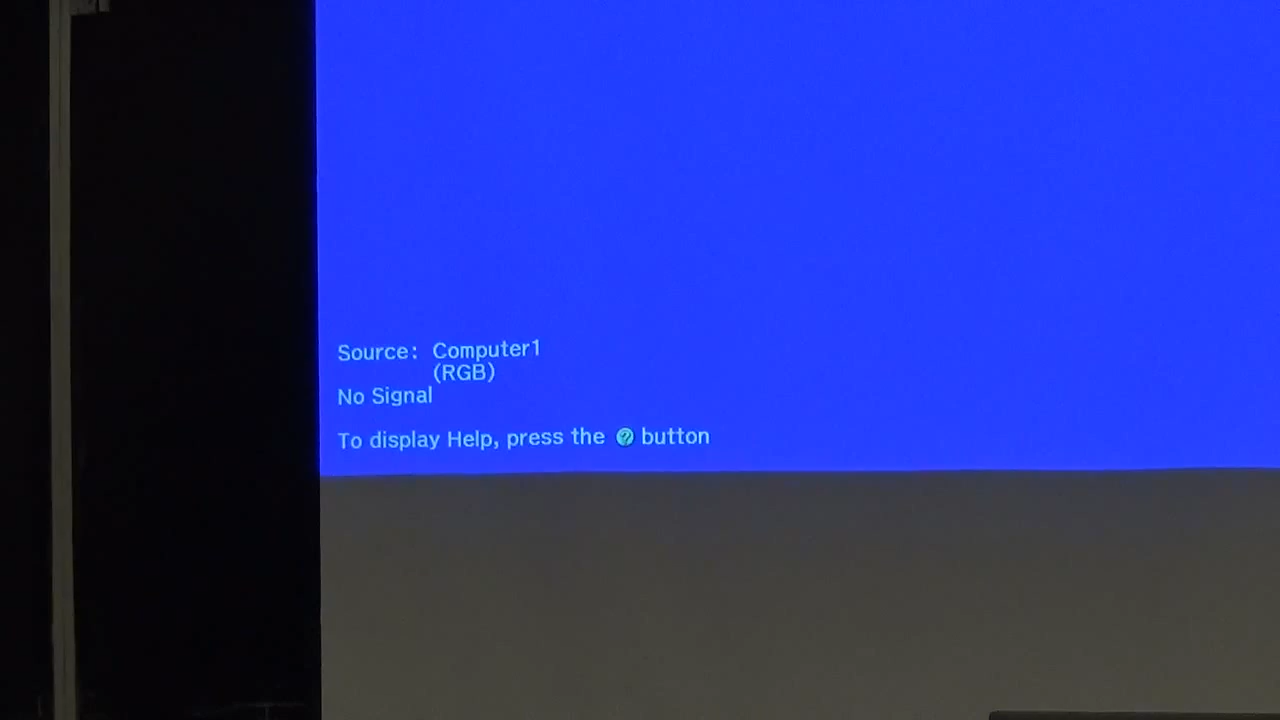 Source: Computer1
(RGB)
No Signal
To display Help, press the ? button